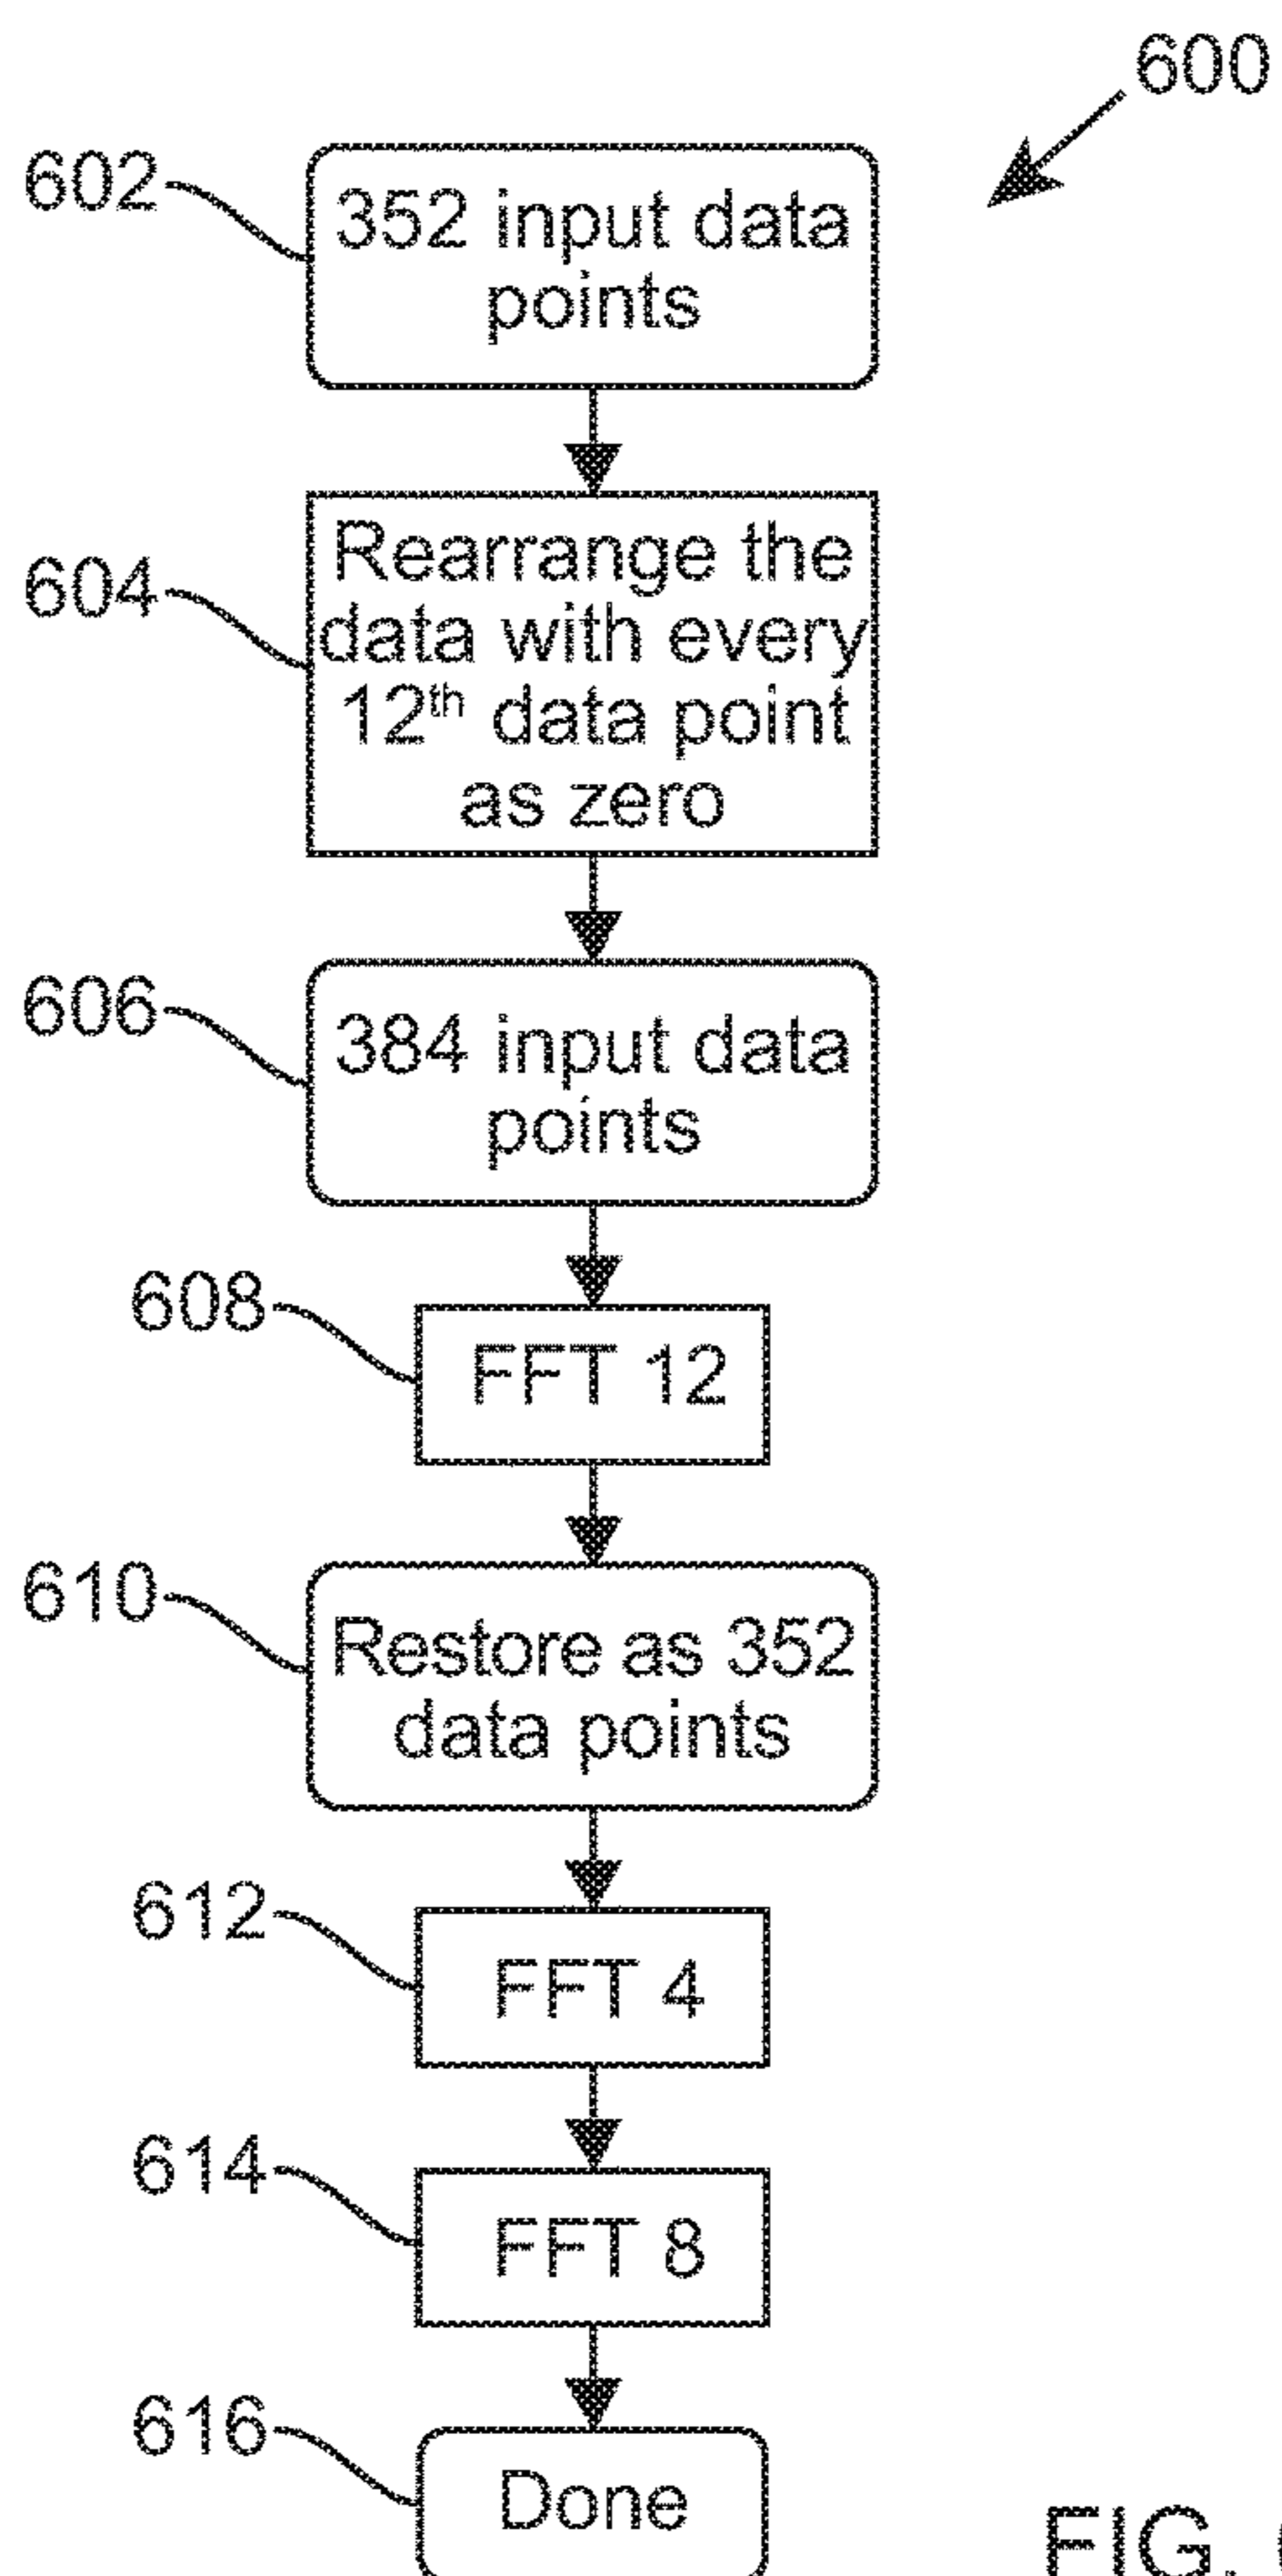 600
602
352 input data
points
604
Rearrange the
data with every
12th data point
as zero
606
384 input data
points
608
FFT 12
610
Restore as 352
data points
612
FFT 4
614
FFT 8
616
Done
FIG.